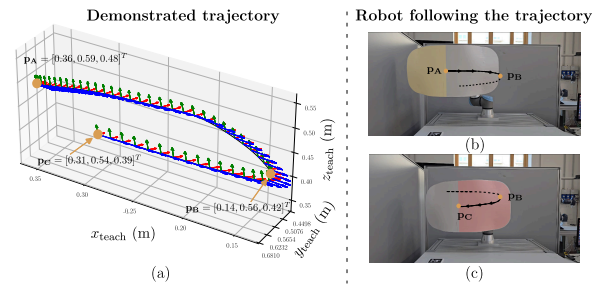 Demonstrated trajectory
p_A = [0.36, 0.59, 0.48]^T
p_C = [0.31, 0.54, 0.39]^T
p_B = [0.14, 0.56, 0.42]^T
0.55
0.50
0.45
0.40
0.35
z_teach (m)
0.35
0.30
0.25
0.20
0.15
x_teach (m)
0.4498
0.5076
0.5654
0.6232
0.6810
y_teach (m)
(a)
Robot following the trajectory
p_A
p_B
(b)
p_B
p_C
(c)